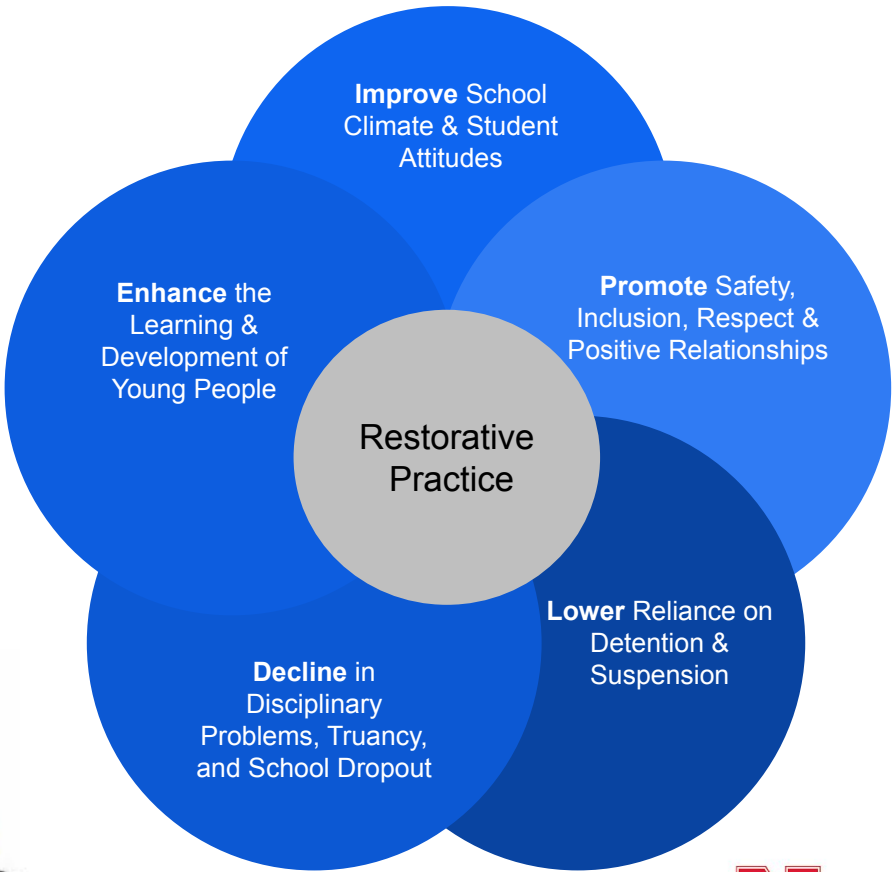 Improve School
Climate & Student
Attitudes
Promote Safety,
Inclusion, Respect &
Positive Relationships
Enhance the
Learning &
Development of
Young People
Restorative
Practice
Lower Reliance on
Detention &
Suspension
Decline in
Disciplinary
Problems, Truancy,
and School Dropout